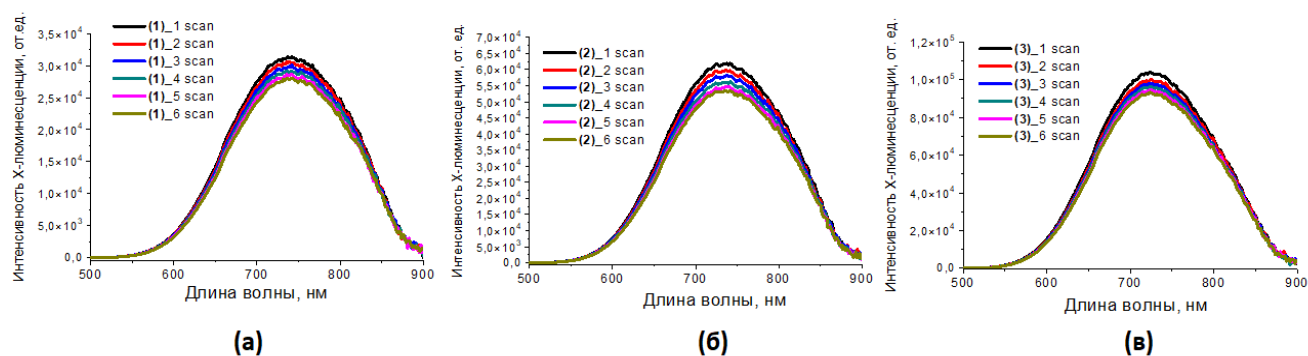 Интенсивность Х-люминесценции, от.ед.
3,5×10⁴
3,0×10⁴
2,5×10⁴
2,0×10⁴
1,5×10⁴
1,0×10⁴
5,0×10³
0,0
(1)_1 scan
(1)_2 scan
(1)_3 scan
(1)_4 scan
(1)_5 scan
(1)_6 scan
500 600 700 800 900
Длина волны, нм
(а)
Интенсивность Х-люминесценции, от. ед.
7,0×10⁴
6,5×10⁴
6,0×10⁴
5,5×10⁴
5,0×10⁴
4,5×10⁴
4,0×10⁴
3,5×10⁴
3,0×10⁴
2,5×10⁴
2,0×10⁴
1,5×10⁴
1,0×10⁴
5,0×10³
0,0
(2)_1 scan
(2)_2 scan
(2)_3 scan
(2)_4 scan
(2)_5 scan
(2)_6 scan
500 600 700 800 900
Длина волны, нм
(б)
Интенсивность Х-люминесценции, от. ед.
1,2×10⁵
1,0×10⁵
8,0×10⁴
6,0×10⁴
4,0×10⁴
2,0×10⁴
0,0
(3)_1 scan
(3)_2 scan
(3)_3 scan
(3)_4 scan
(3)_5 scan
(3)_6 scan
500 600 700 800 900
Длина волны, нм
(в)